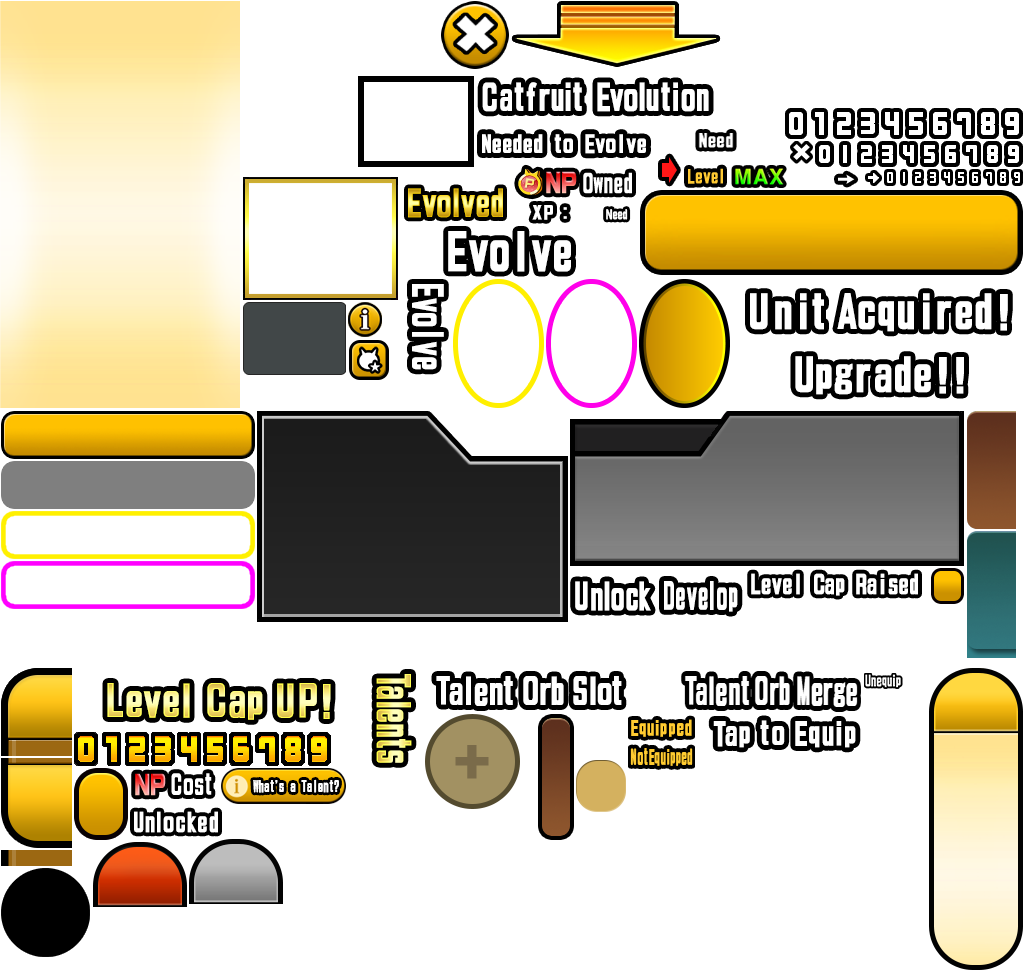 Catfruit Evolution
Needed to Evolve
Need
0123456789
×0123456789
Level MAX
➔ ➔0123456789
NP Owned
Evolved
XP :
Need
Evolve
Evolve
i
Unit Acquired!
Upgrade!!
Unlock Develop
Level Cap Raised
Level Cap UP!
0123456789
NP Cost
i What's a Talent?
Unlocked
Talents
Talent Orb Slot
Equipped
NotEquipped
Talent Orb Merge
Unequip
Tap to Equip